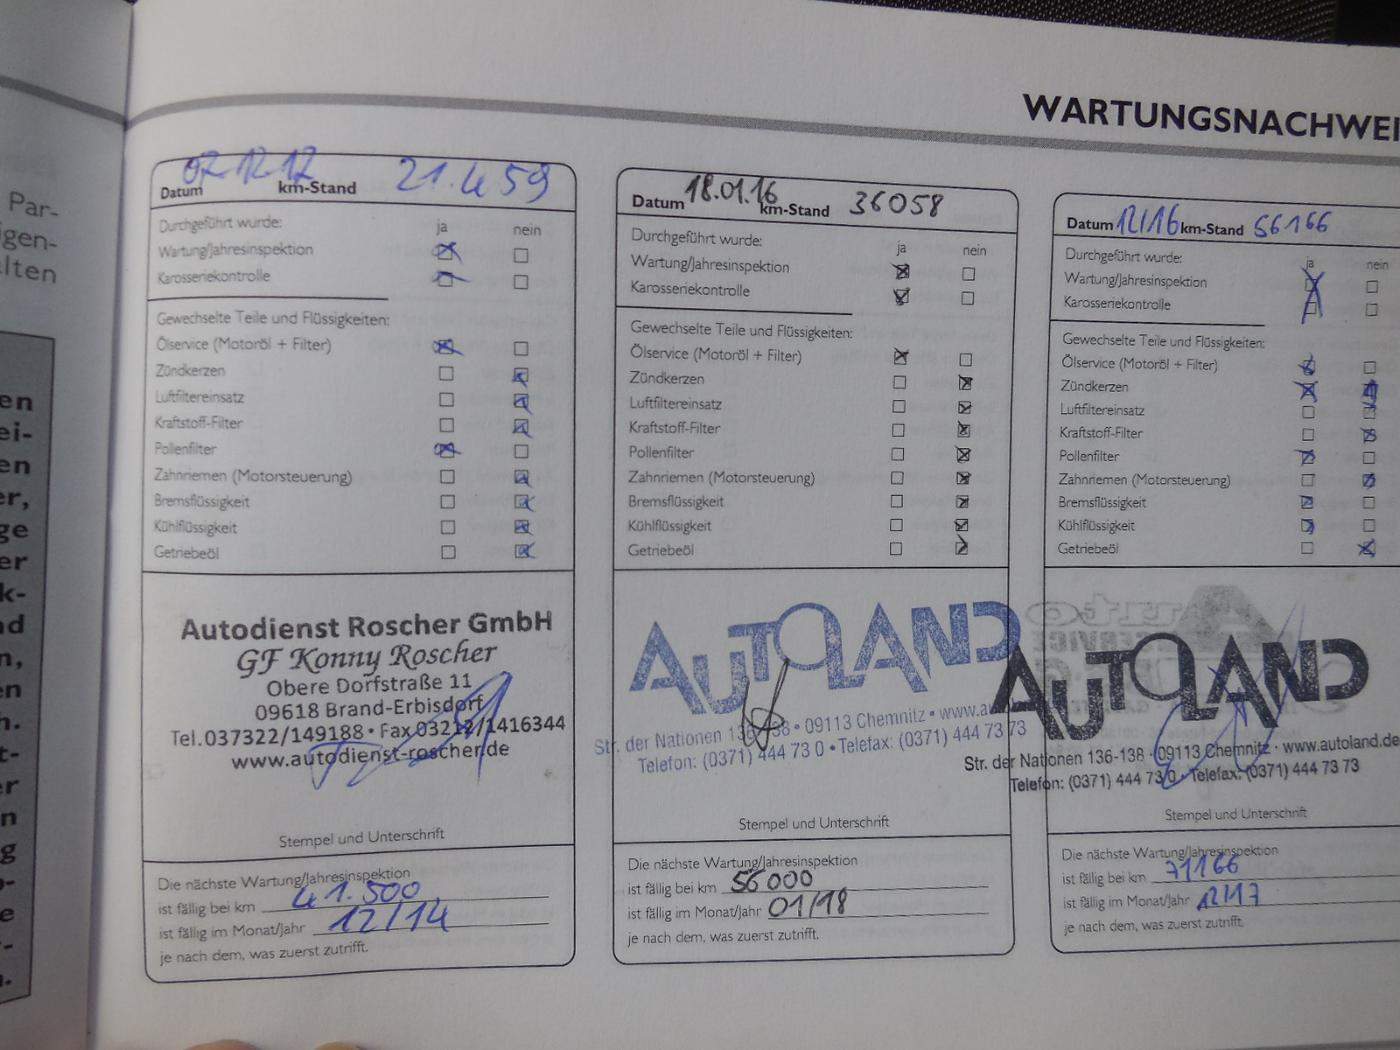 Par-
igen-
elten
en
ei-
en
er,
ge
er
k-
nd
n,
en
h.
t-
er
n
g
e
WARTUNGSNACHWEI
Datum 07.12.12 km-Stand 21.459
Durchgeführt wurde: ja nein
Wartung/Jahresinspektion
Karosseriekontrolle
Gewechselte Teile und Flüssigkeiten:
Ölservice (Motoröl + Filter)
Zündkerzen
Luftfiltereinsatz
Kraftstoff-Filter
Pollenfilter
Zahnriemen (Motorsteuerung)
Bremsflüssigkeit
Kühlflüssigkeit
Getriebeöl
Autodienst Roscher GmbH
GF Konny Roscher
Obere Dorfstraße 11
09618 Brand-Erbisdorf
Tel.037322/149188 • Fax 03212/1416344
www.autodienst-roscher.de
Stempel und Unterschrift
Die nächste Wartung/Jahresinspektion
ist fällig bei km 41.500
ist fällig im Monat/Jahr 12/14
je nach dem, was zuerst zutrifft.
Datum 18.01.16 km-Stand 36058
Durchgeführt wurde: ja nein
Wartung/Jahresinspektion
Karosseriekontrolle
Gewechselte Teile und Flüssigkeiten:
Ölservice (Motoröl + Filter)
Zündkerzen
Luftfiltereinsatz
Kraftstoff-Filter
Pollenfilter
Zahnriemen (Motorsteuerung)
Bremsflüssigkeit
Kühlflüssigkeit
Getriebeöl
AUTOLAND
Str. der Nationen 136-138 • 09113 Chemnitz • www.au
Telefon: (0371) 444 73 0 • Telefax: (0371) 444 73 73
Stempel und Unterschrift
Die nächste Wartung/Jahresinspektion
ist fällig bei km 56000
ist fällig im Monat/Jahr 01/18
je nach dem, was zuerst zutrifft.
Datum 12/16 km-Stand 56166
Durchgeführt wurde: ja nein
Wartung/Jahresinspektion
Karosseriekontrolle
Gewechselte Teile und Flüssigkeiten:
Ölservice (Motoröl + Filter)
Zündkerzen
Luftfiltereinsatz
Kraftstoff-Filter
Pollenfilter
Zahnriemen (Motorsteuerung)
Bremsflüssigkeit
Kühlflüssigkeit
Getriebeöl
AUTOLAND
Str. der Nationen 136-138 · 09113 Chemnitz · www.autoland.de
Telefon: (0371) 444 73 0 · Telefax: (0371) 444 73 73
Stempel und Unterschrift
Die nächste Wartung/Jahresinspektion
ist fällig bei km 71166
ist fällig im Monat/Jahr 12/17
je nach dem, was zuerst zutrifft.